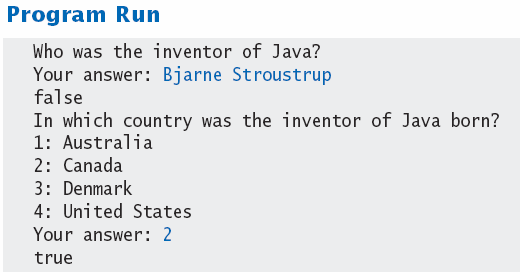 Program Run
Who was the inventor of Java?
Your answer: Bjarne Stroustrup
false
In which country was the inventor of Java born?
1: Australia
2: Canada
3: Denmark
4: United States
Your answer: 2
true